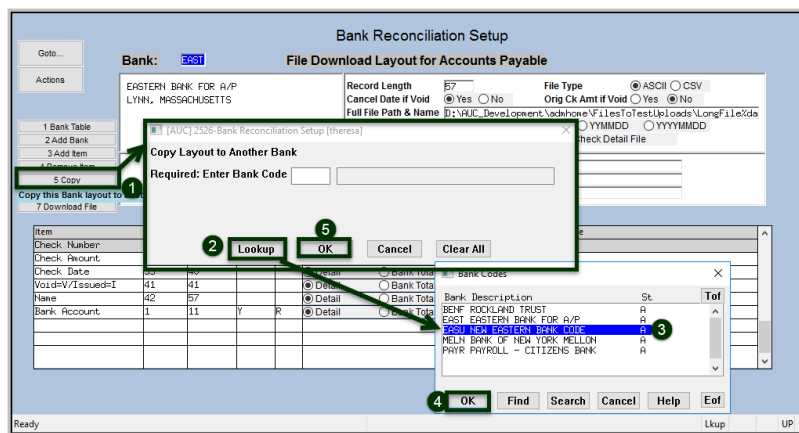 Bank Reconciliation Setup
Goto...
Bank: EAST File Download Layout for Accounts Payable
Actions
EASTERN BANK FOR A/P
LYNN, MASSACHUSETTS
Record Length 57 File Type ASCII CSV
Cancel Date if Void Yes No Orig Ck Amt if Void Yes No
Full File Path & Name D:\AUC_Development\admhome\FilesToTestUploads\LongFile%da
YYMMDD YYYYMMDD
Check Detail File
1 Bank Table
2 Add Bank
3 Add Item
4 Remove Item
5 Copy
Copy this Bank layout to
7 Download File
1
[AUC] 2526-Bank Reconciliation Setup [theresa]
Copy Layout to Another Bank
Required: Enter Bank Code
5
2 Lookup OK Cancel Clear All
Item
Check Number
Check Amount
Check Date Detail Bank Tota
Void=V/Issued=I 41 41 Detail Bank Tota
Name 42 57 Detail Bank Tota
Bank Account 1 11 Y R Detail Bank Tota
Bank Codes
Bank Description St Tof
BENF ROCKLAND TRUST A
EAST EASTERN BANK FOR A/P A
EASU NEW EASTERN BANK CODE A 3
MELN BANK OF NEW YORK MELLON A
PAYR PAYROLL - CITIZENS BANK A
4 OK Find Search Cancel Help Eof
Ready Lkup UP